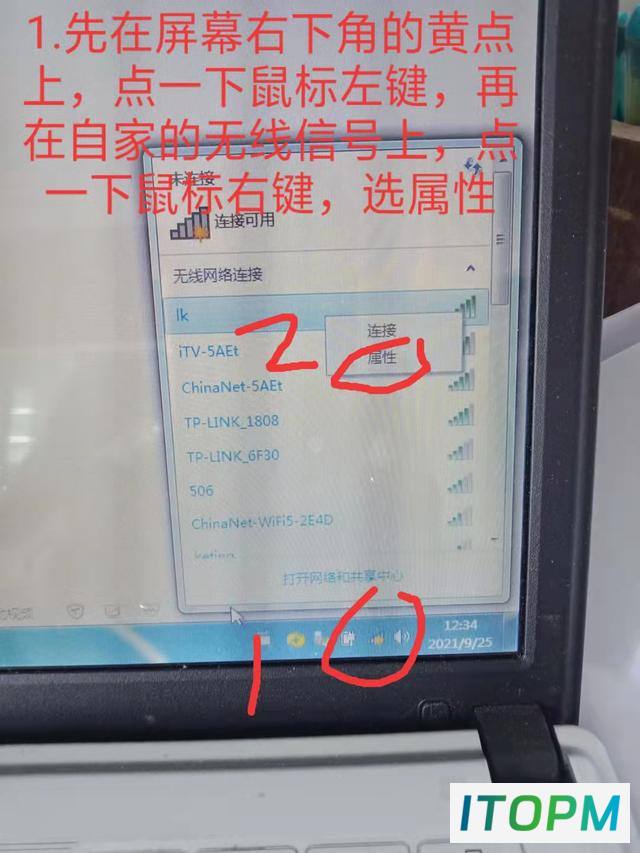 1.先在屏幕右下角的黄点
上，点一下鼠标左键，再
在自家的无线信号上，点
一下鼠标右键，选属性
未连接
连接可用
无线网络连接
lk
连接
iTV-5AEt
2
属性
ChinaNet-5AEt
TP-LINK_1808
TP-LINK_6F30
506
ChinaNet-WiFi5-2E4D
打开网络和共享中心
12:34
2021/9/25
1
ITOPM